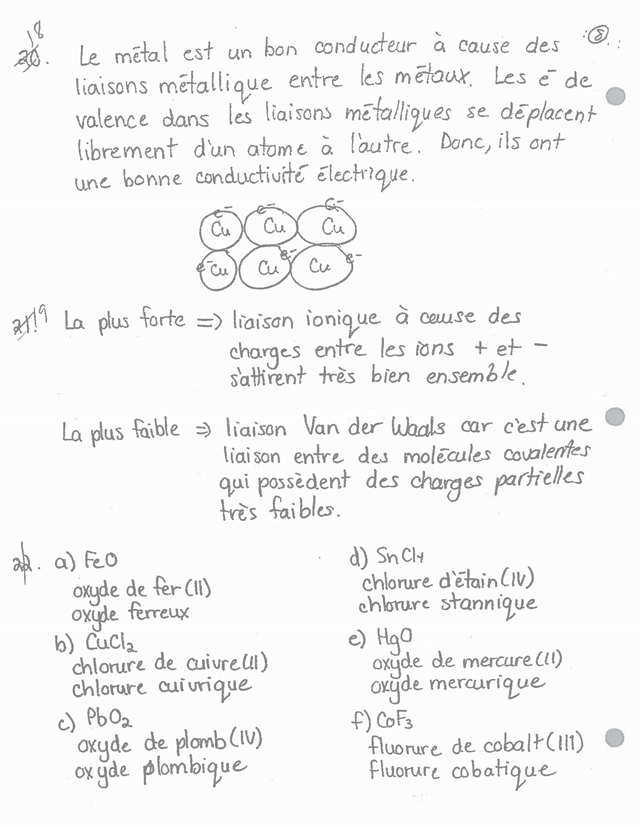 18
20. Le métal est un bon conducteur à cause des
liaisons métallique entre les métaux. Les e- de
valence dans les liaisons métalliques se déplacent
librement d'un atome à l'autre. Donc, ils ont
une bonne conductivité électrique.
8
e- e- e-
Cu Cu Cu
e- e-
e- Cu Cu Cu
21. 19 La plus forte => liaison ionique à cause des
charges entre les ions + et -
s'attirent très bien ensemble.
La plus faible => liaison Van der Waals car c'est une
liaison entre des molécules covalentes
qui possèdent des charges partielles
très faibles.
22. a) FeO
oxyde de fer (II)
oxyde ferreux
b) CuCl2
chlorure de cuivre (II)
chlorure cuivrique
c) PbO2
oxyde de plomb (IV)
oxyde plombique
d) SnCl4
chlorure d'étain (IV)
chlorure stannique
e) HgO
oxyde de mercure (II)
oxyde mercurique
f) CoF3
fluorure de cobalt (III)
fluorure cobatique